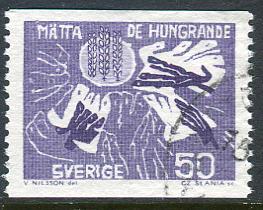 MÄTTA DE HUNGRANDE
SVERIGE 50
V. NILSSON del. CZ. SLANIA sc.